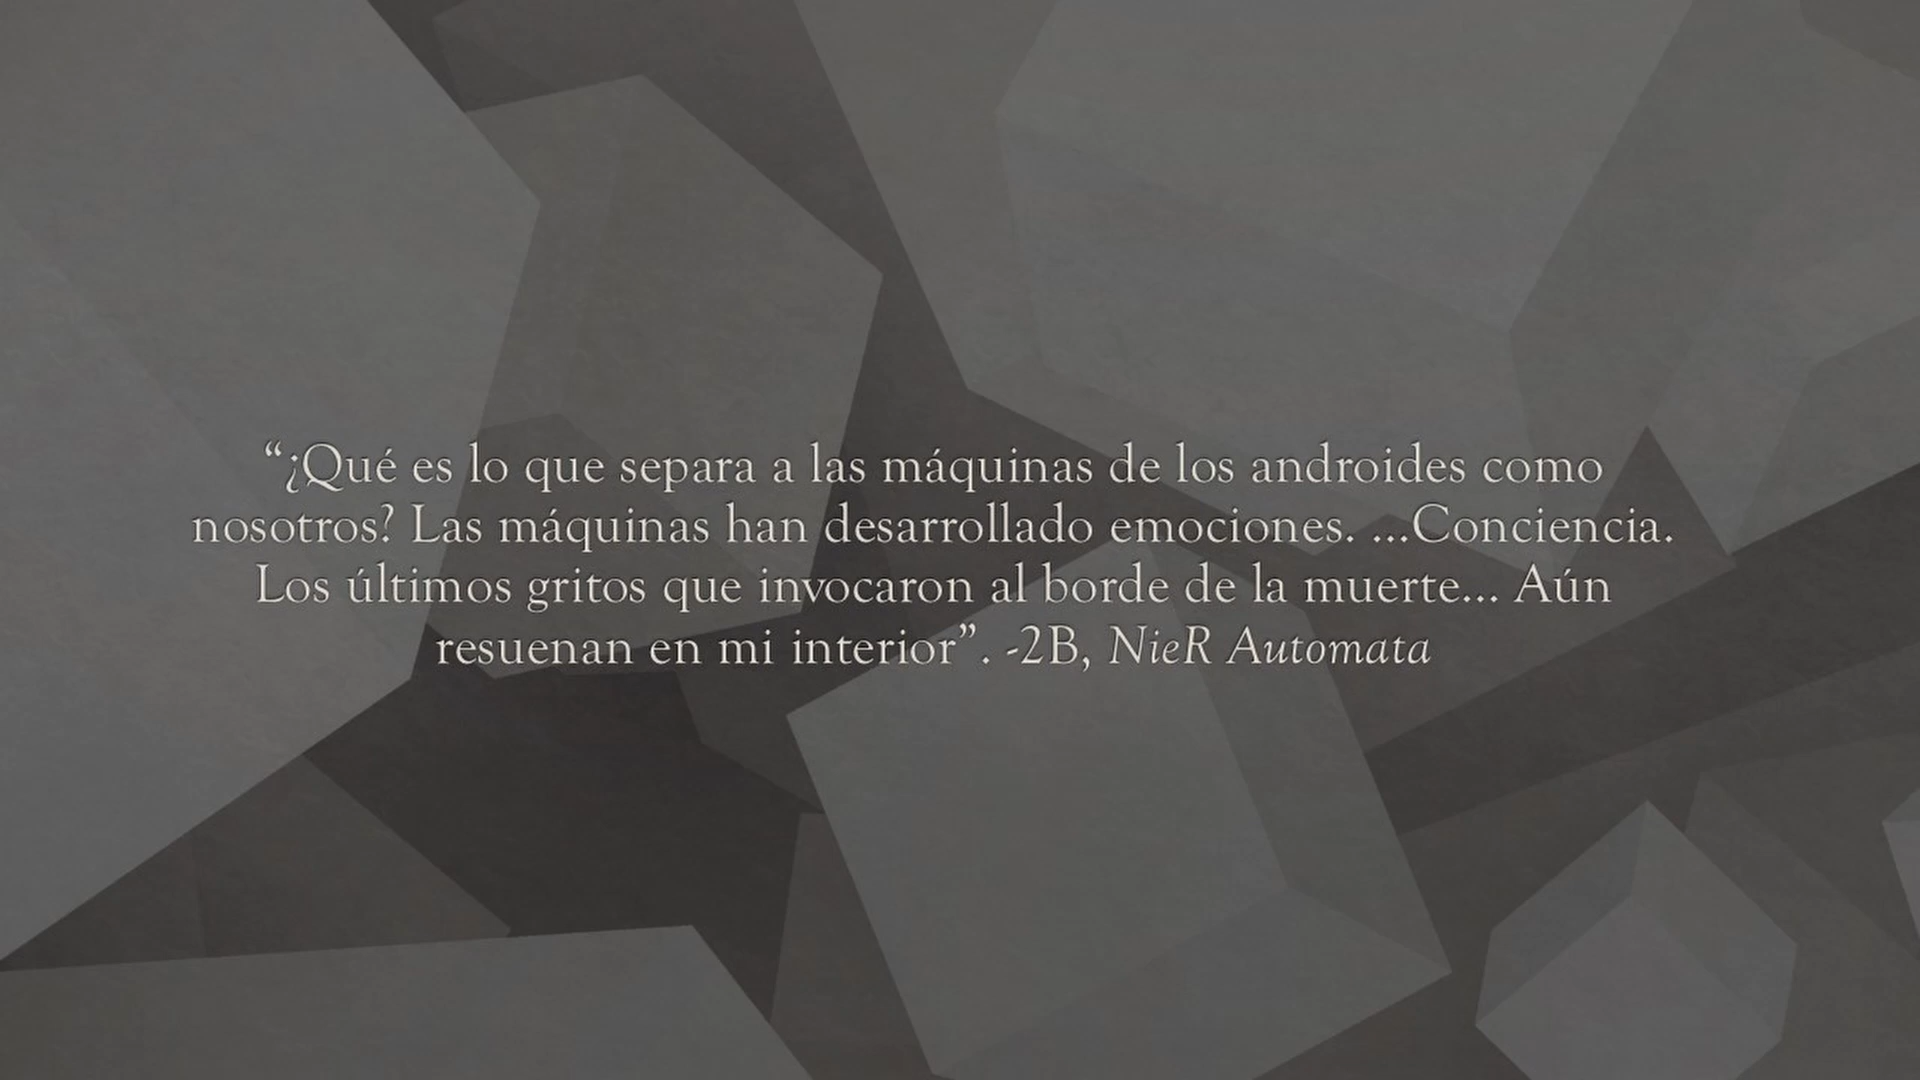 “¿Qué es lo que separa a las máquinas de los androides como
nosotros? Las máquinas han desarrollado emociones. ...Conciencia.
Los últimos gritos que invocaron al borde de la muerte... Aún
resuenan en mi interior”. -2B, NieR Automata